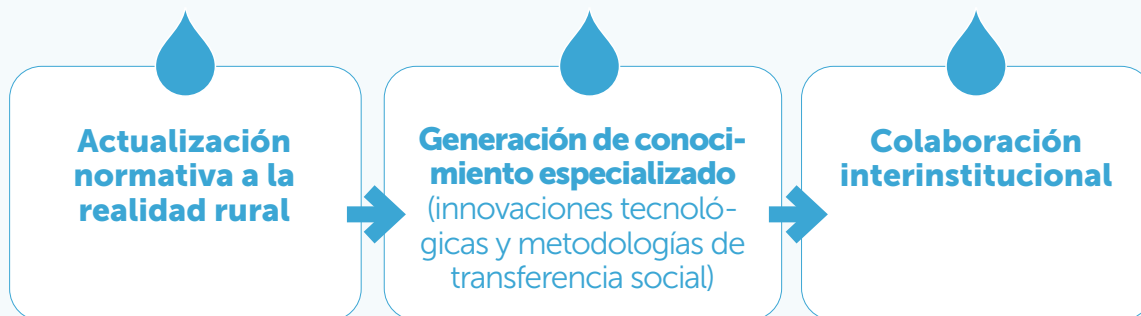 Actualización
normativa a la
realidad rural
Generación de conoci-
miento especializado
(innovaciones tecnoló-
gicas y metodologías de
transferencia social)
Colaboración
interinstitucional